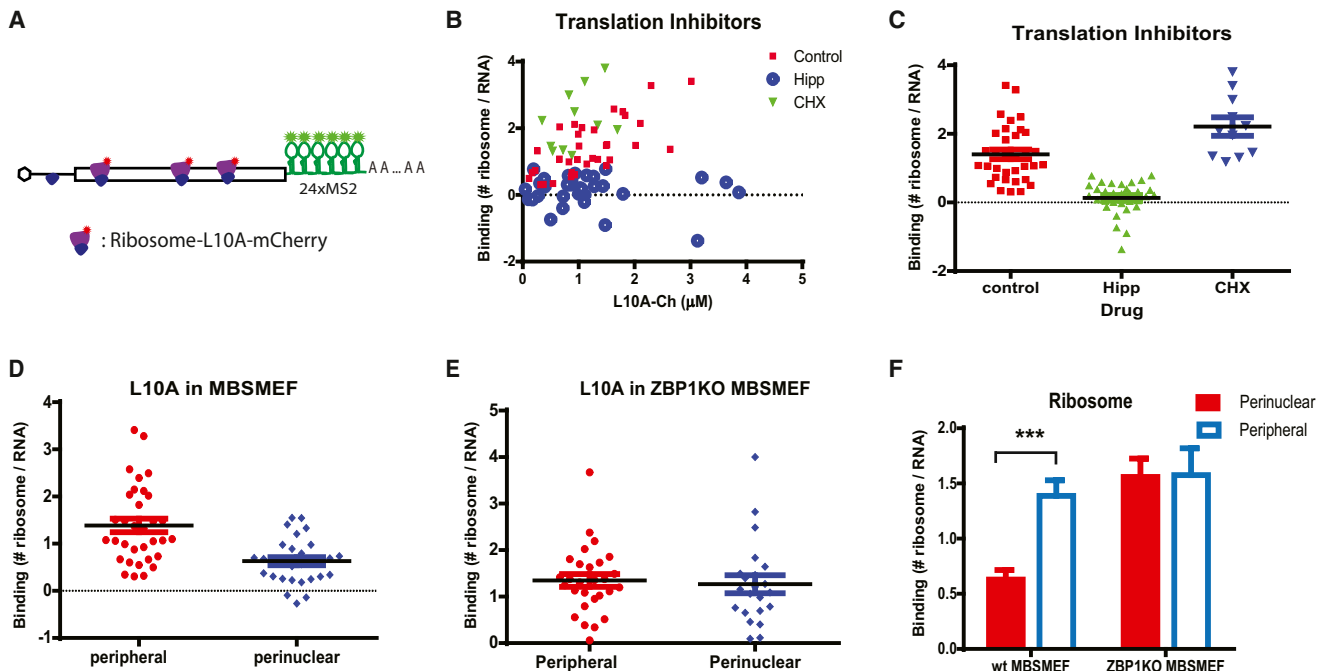 A
AA...AA
24xMS2
: Ribosome-L10A-mCherry
B
Translation Inhibitors
Control
Hipp
CHX
Binding (# ribosome / RNA)
4
2
0
-2
0
1
2
3
4
5
L10A-Ch (μM)
C
Translation Inhibitors
Binding (# ribosome / RNA)
4
2
0
-2
control
Hipp
CHX
Drug
D
L10A in MBSMEF
Binding (# ribosome / RNA)
4
3
2
1
0
-1
peripheral
perinuclear
E
L10A in ZBP1KO MBSMEF
Binding (# ribosome / RNA)
5
4
3
2
1
0
Peripheral
Perinuclear
F
Ribosome
Perinuclear
Peripheral
***
Binding (# ribosome / RNA)
2.0
1.5
1.0
0.5
0.0
wt MBSMEF
ZBP1KO MBSMEF